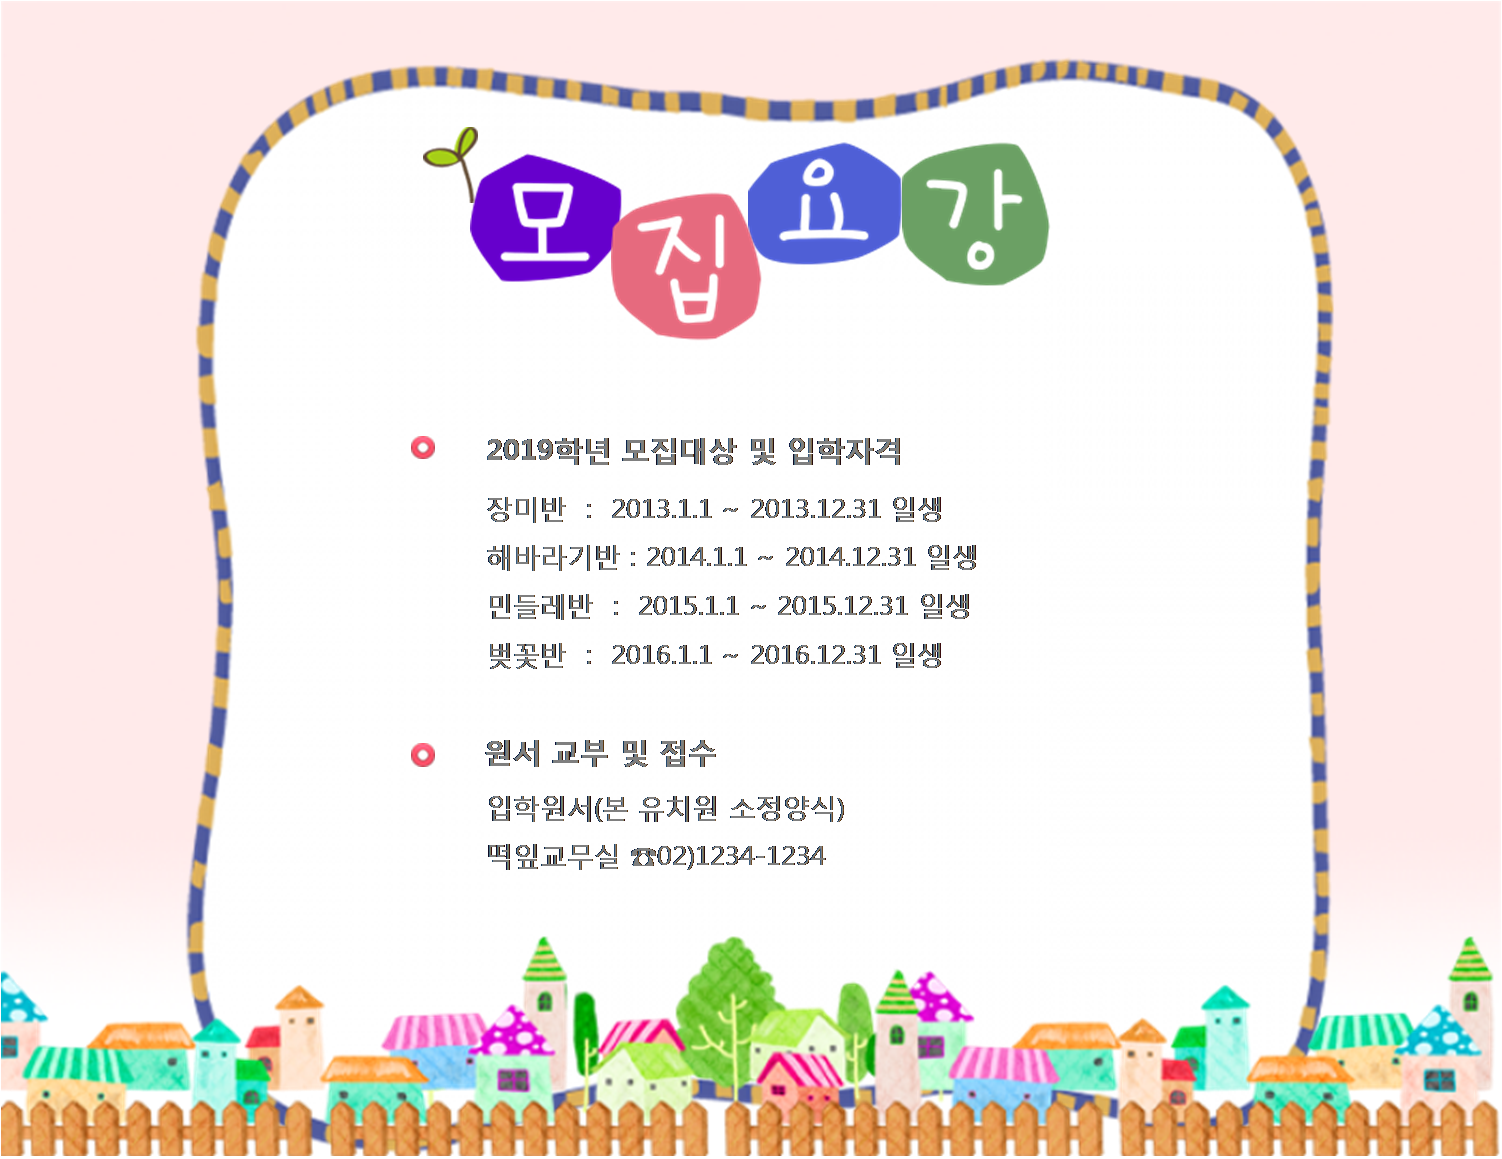 모집요강
2019학년 모집대상 및 입학자격
장미반 : 2013.1.1 ~ 2013.12.31 일생
해바라기반 : 2014.1.1 ~ 2014.12.31 일생
민들레반 : 2015.1.1 ~ 2015.12.31 일생
벚꽃반 : 2016.1.1 ~ 2016.12.31 일생
원서 교부 및 접수
입학원서(본 유치원 소정양식)
떡잎교무실 ☎02)1234-1234